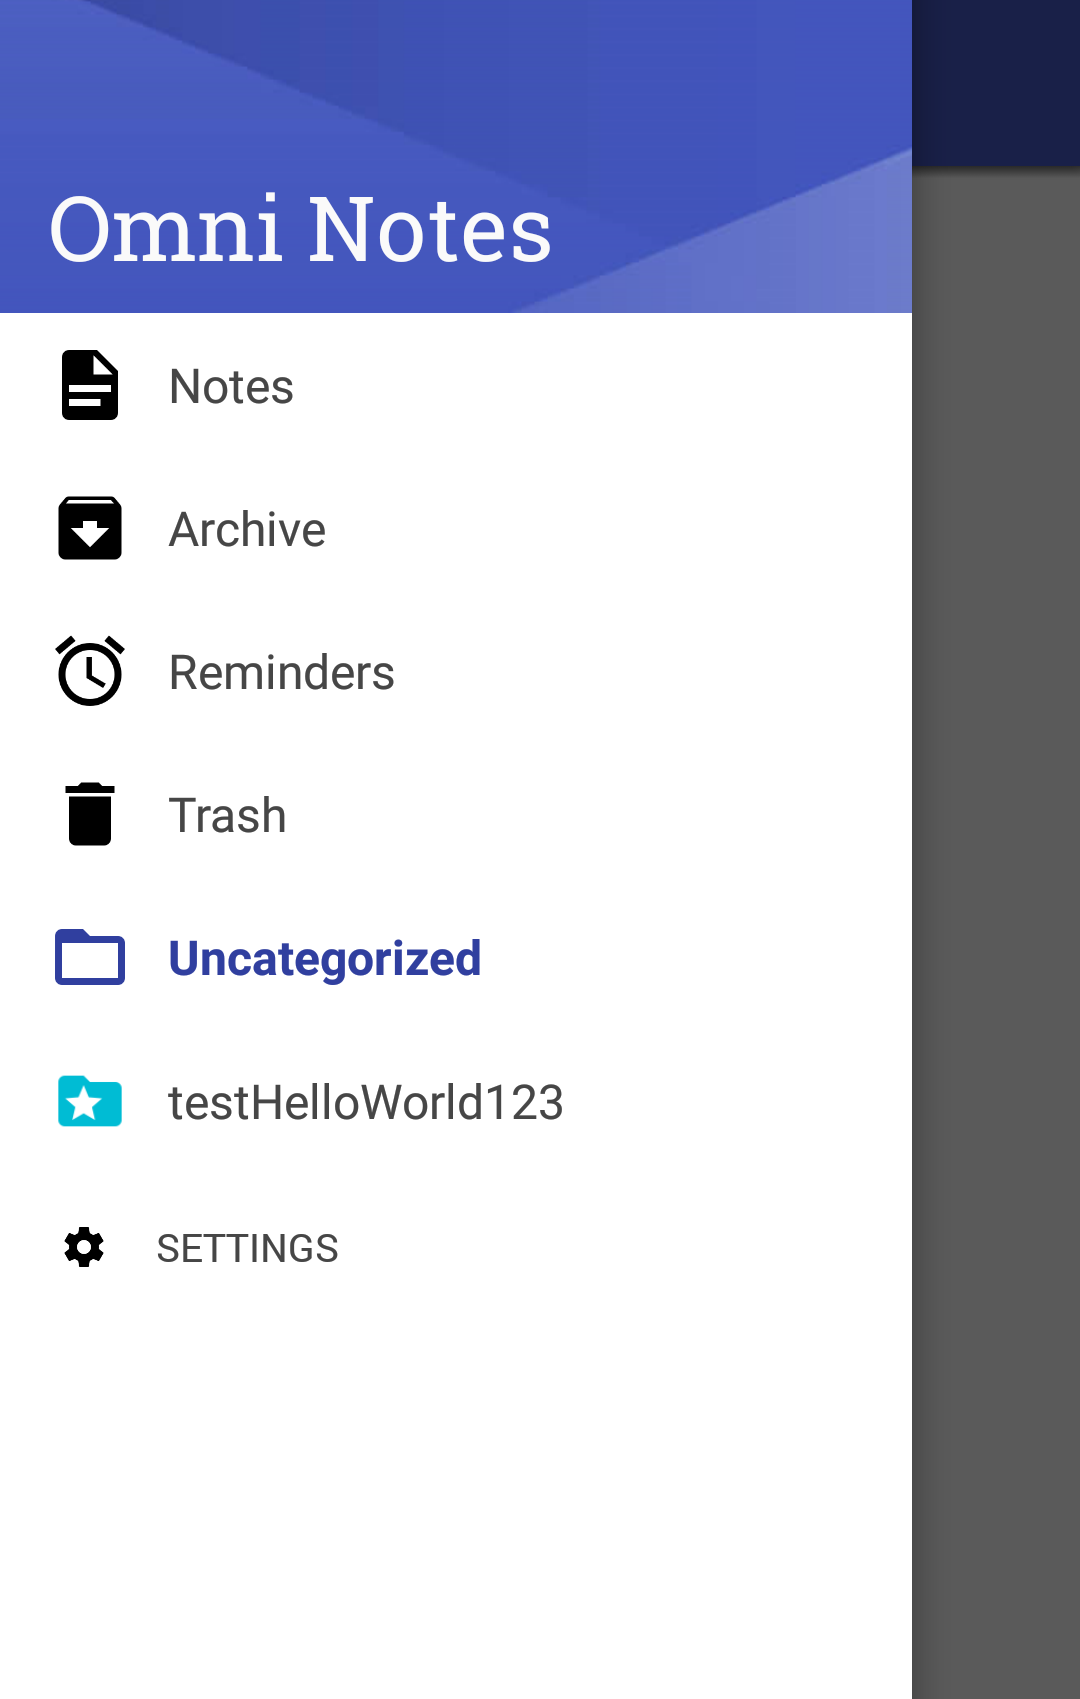 Omni Notes
Notes
Archive
Reminders
Trash
Uncategorized
testHelloWorld123
SETTINGS